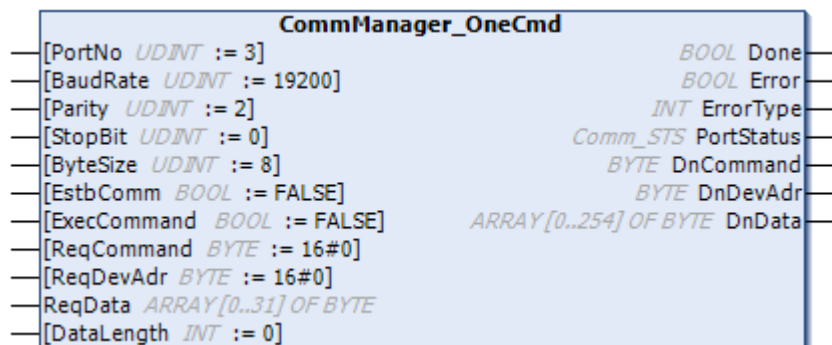 CommManager_OneCmd
[PortNo UDINT := 3] BOOL Done
[BaudRate UDINT := 19200] BOOL Error
[Parity UDINT := 2] INT ErrorType
[StopBit UDINT := 0] Comm_STS PortStatus
[ByteSize UDINT := 8] BYTE DnCommand
[EstbComm BOOL := FALSE] BYTE DnDevAdr
[ExecCommand BOOL := FALSE] ARRAY [0..254] OF BYTE DnData
[ReqCommand BYTE := 16#0]
[ReqDevAdr BYTE := 16#0]
ReqData ARRAY [0..31] OF BYTE
[DataLength INT := 0]